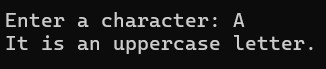 Enter a character: A
It is an uppercase letter.